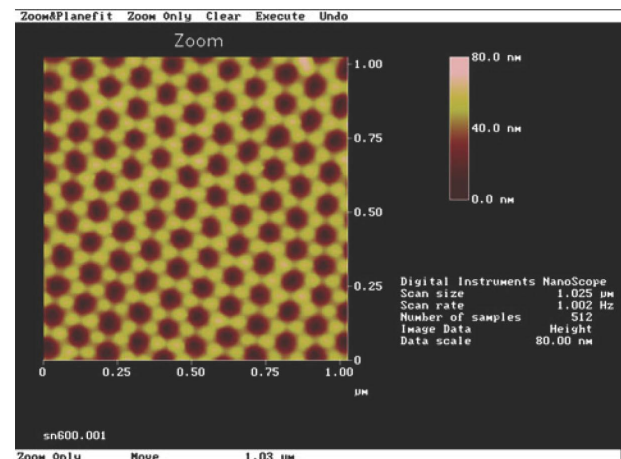 Zoom&Planefit Zoom Only Clear Execute Undo
Zoom
80.0 nm
40.0 nm
0.0 nm
1.00
0.75
0.50
0.25
0
0 0.25 0.50 0.75 1.00
µm
Digital Instruments NanoScope
Scan size 1.025 µm
Scan rate 1.002 Hz
Number of samples 512
Image Data Height
Data scale 80.00 nm
sn600.001
Zoom Only Move 1.03 µm